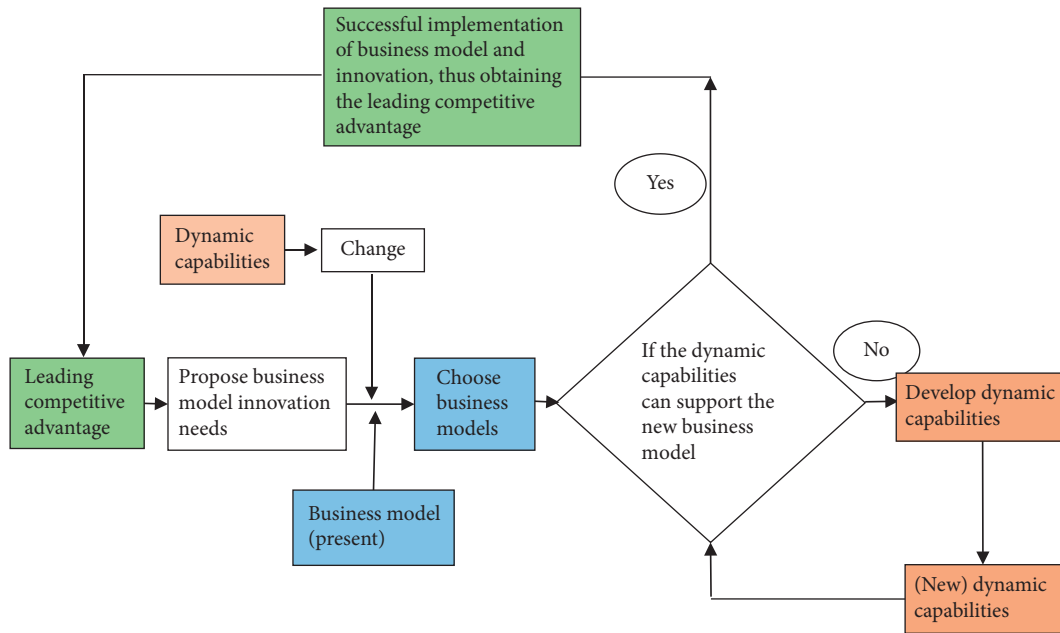 Successful implementation
of business model and
innovation, thus obtaining
the leading competitive
advantage
Yes
Dynamic
capabilities
Change
Leading
competitive
advantage
Propose business
model innovation
needs
Choose
business
models
If the dynamic
capabilities
can support the
new business
model
No
Develop dynamic
capabilities
Business model
(present)
(New) dynamic
capabilities